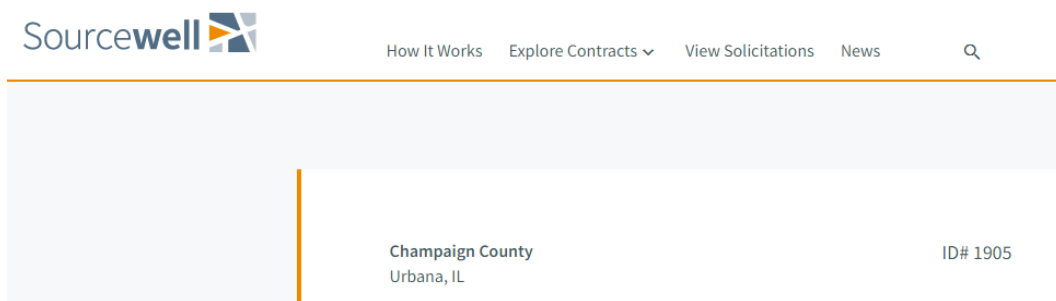 Sourcewell
How It Works Explore Contracts View Solicitations News
Champaign County ID# 1905
Urbana, IL